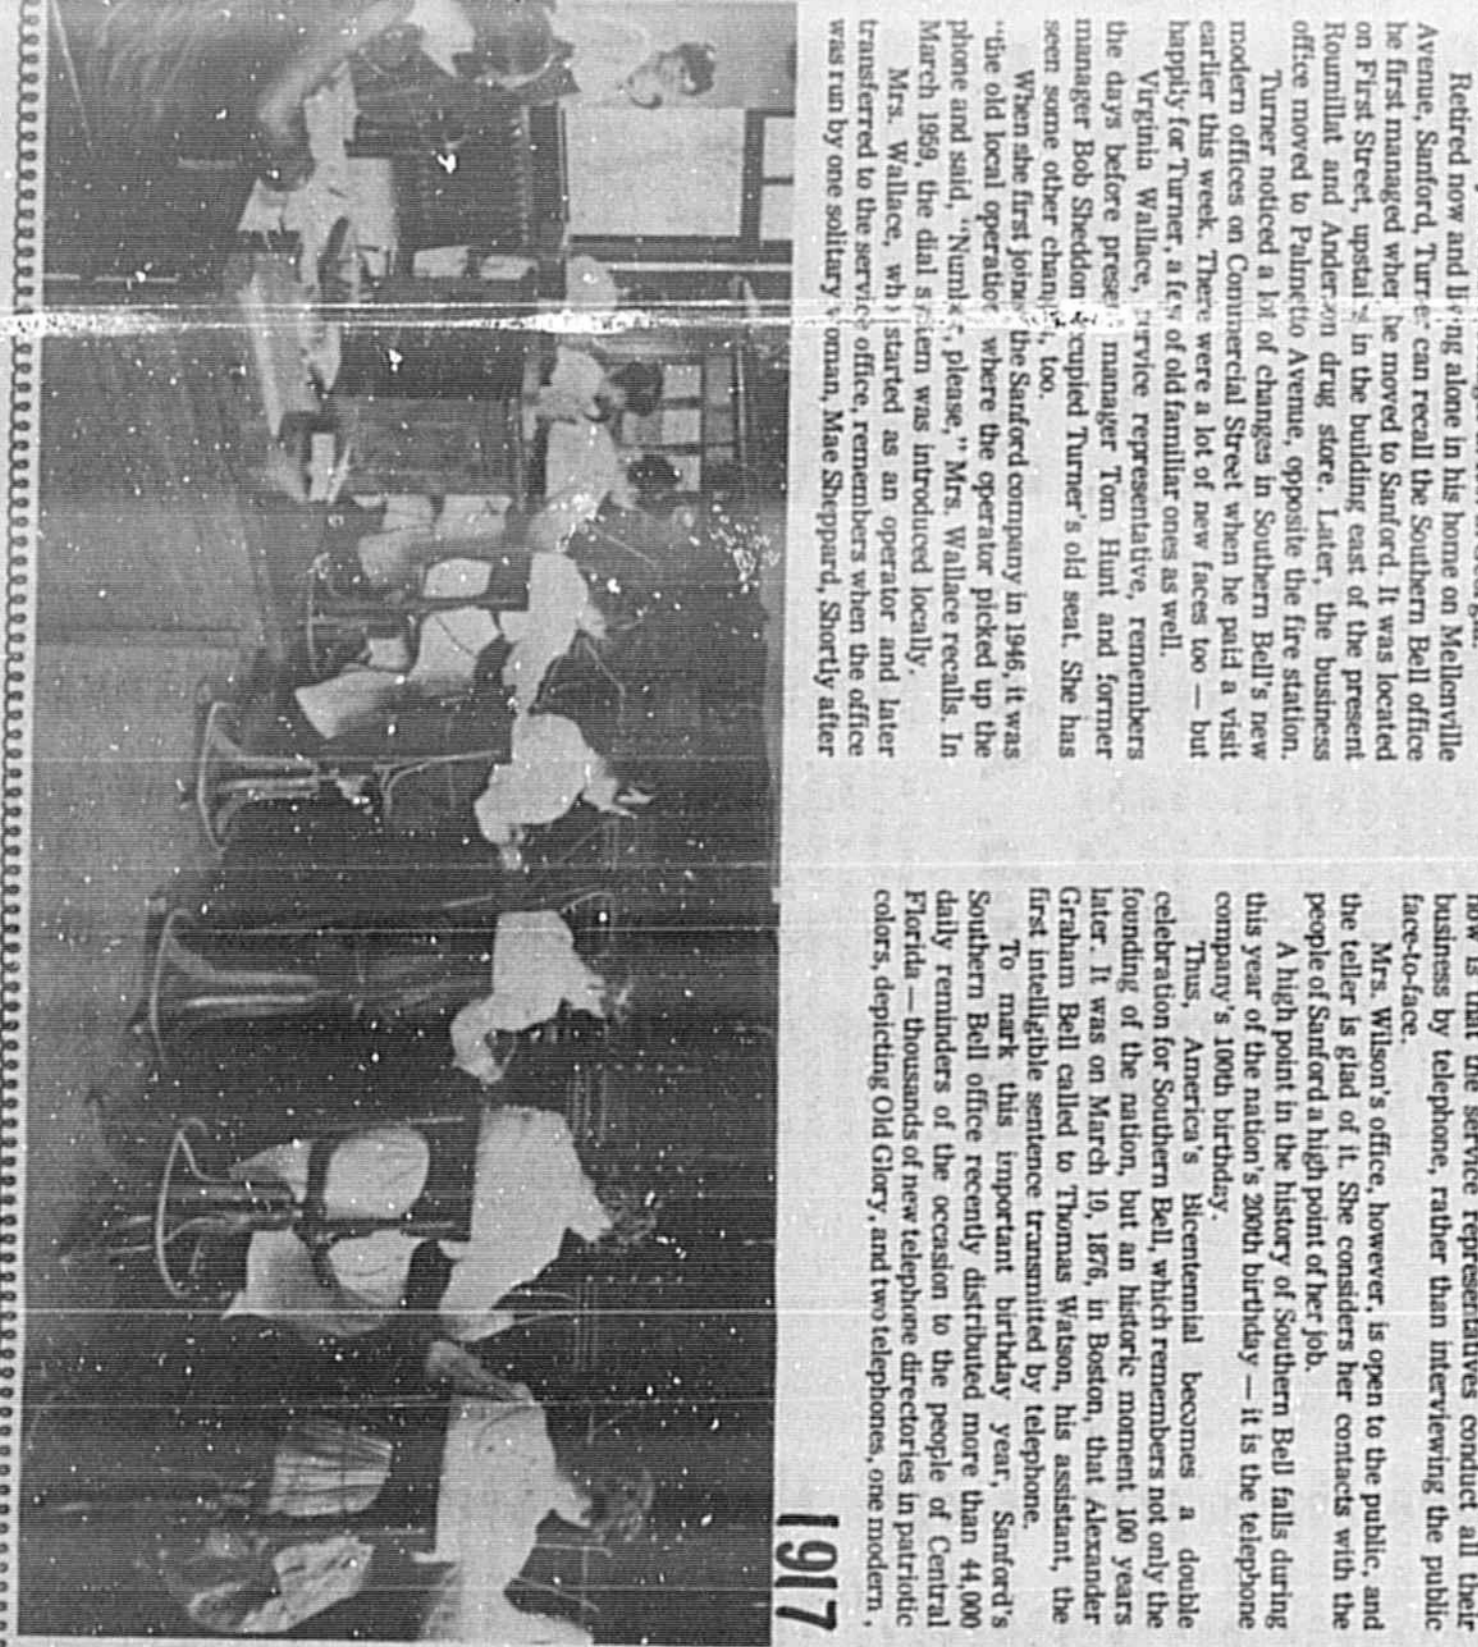 Retired now and living alone in his home on Mellonville
Avenue, Sanford, Turner can recall the Southern Bell office
he first managed when he moved to Sanford. It was located
on First Street, upstairs in the building east of the present
Roumillat and Anderson drug store. Later, the business
office moved to Palmetto Avenue, opposite the fire station.
Turner noticed a lot of changes in Southern Bell's new
modern offices on Commercial Street when he paid a visit
earlier this week. There were a lot of new faces too — but
happily for Turner, a few of old familiar ones as well.
Virginia Wallace, service representative, remembers
the days before present manager Tom Hunt and former
manager Bob Sheddon occupied Turner's old seat. She has
seen some other changes, too.
When she first joined the Sanford company in 1946, it was
"the old local operation where the operator picked up the
phone and said, "Number, please," Mrs. Wallace recalls. In
March 1959, the dial system was introduced locally.
Mrs. Wallace, who started as an operator and later
transferred to the service office, remembers when the office
was run by one solitary woman, Mae Sheppard, Shortly after
is that the service representatives conduct all their
business by telephone, rather than interviewing the public
face-to-face.
Mrs. Wilson's office, however, is open to the public, and
the teller is glad of it. She considers her contacts with the
people of Sanford a high point of her job.
A high point in the history of Southern Bell falls during
this year of the nation's 200th birthday — it is the telephone
company's 100th birthday.
Thus, America's Bicentennial becomes a double
celebration for Southern Bell, which remembers not only the
founding of the nation, but an historic moment 100 years
later. It was on March 10, 1876, in Boston, that Alexander
Graham Bell called to Thomas Watson, his assistant, the
first intelligible sentence transmitted by telephone.
To mark this important birthday year, Sanford's
Southern Bell office recently distributed more than 44,000
daily reminders of the occasion to the people of Central
Florida — thousands of new telephone directories in patriotic
colors, depicting Old Glory, and two telephones, one modern,
1917